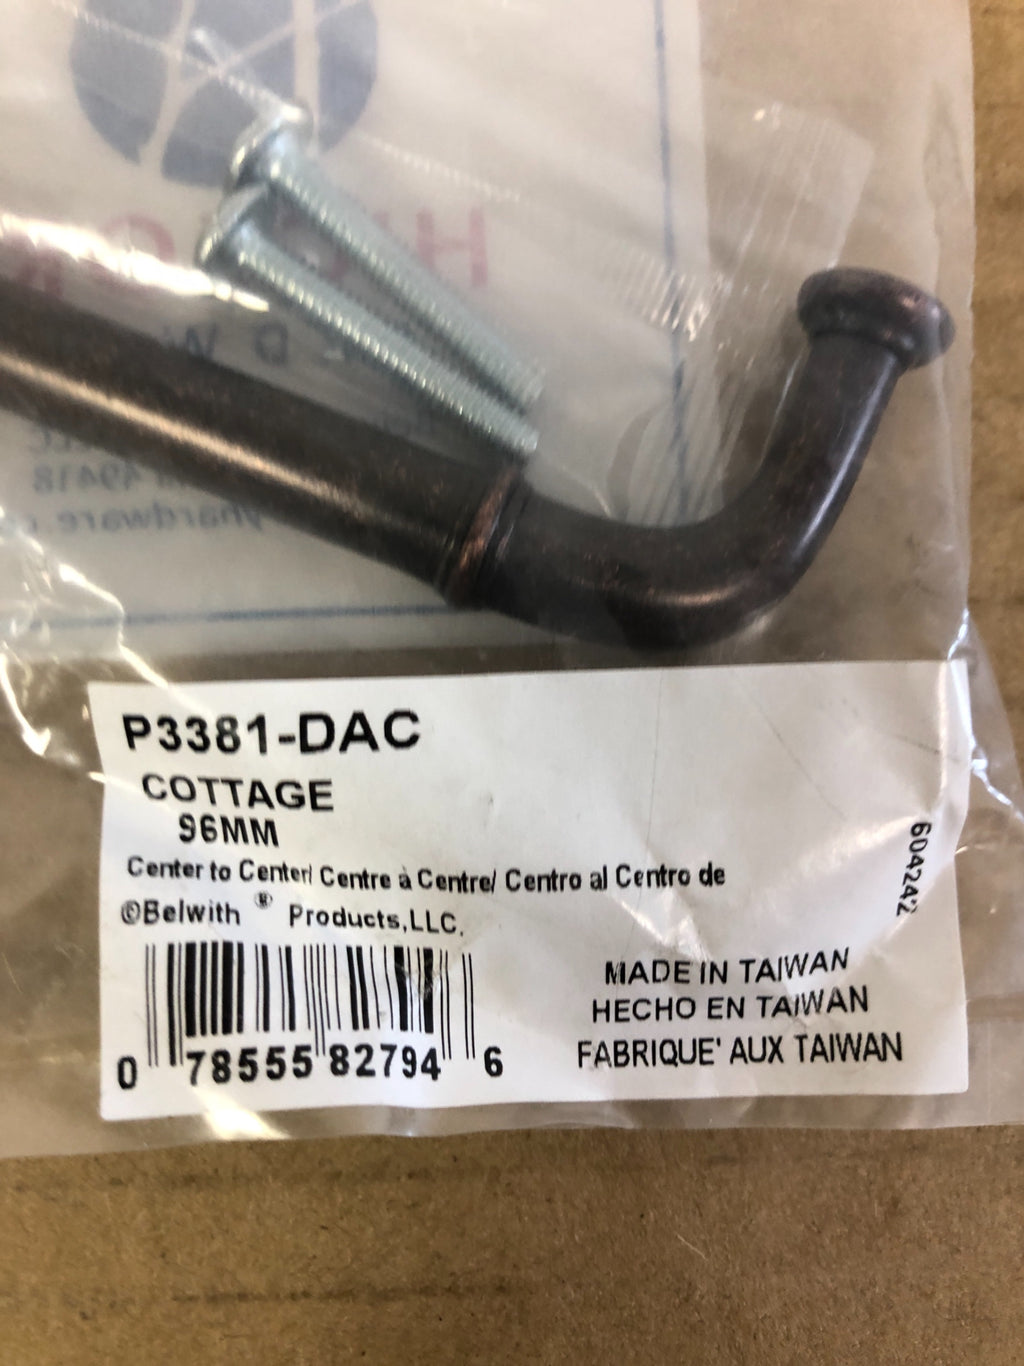 P3381-DAC
COTTAGE
96MM
Center to Center/ Centre à Centre/ Centro al Centro de
©Belwith ® Products,LLC.
604242
MADE IN TAIWAN
HECHO EN TAIWAN
FABRIQUE' AUX TAIWAN
0 78555 82794 6
49418